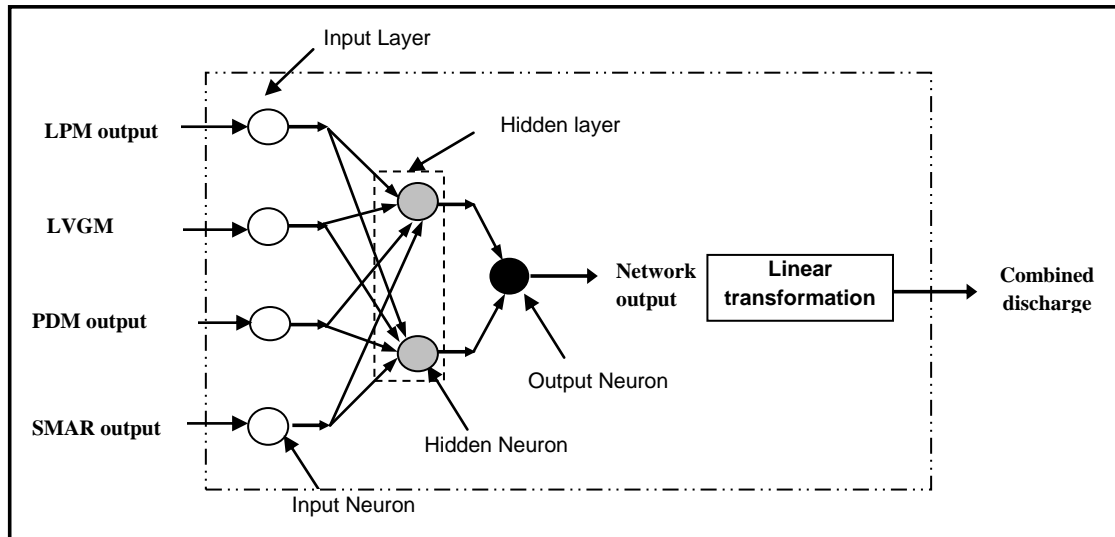 Input Layer
LPM output
Hidden layer
LVGM
Network
output
Linear
transformation
Combined
discharge
PDM output
Output Neuron
SMAR output
Hidden Neuron
Input Neuron